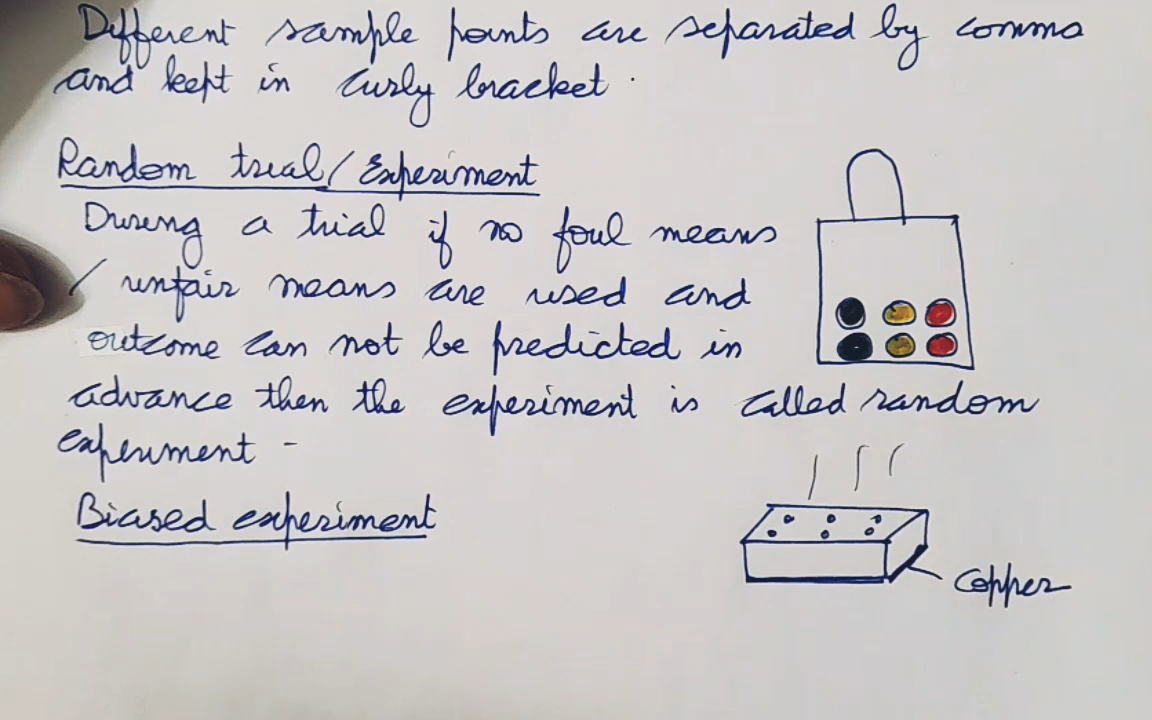 Different sample points are separated by comma
and kept in curly bracket .
Random trial / Experiment
During a trial if no foul means
/ unfair means are used and
outcome can not be predicted in
advance then the experiment is called random
experiment -
Biased experiment
Copper